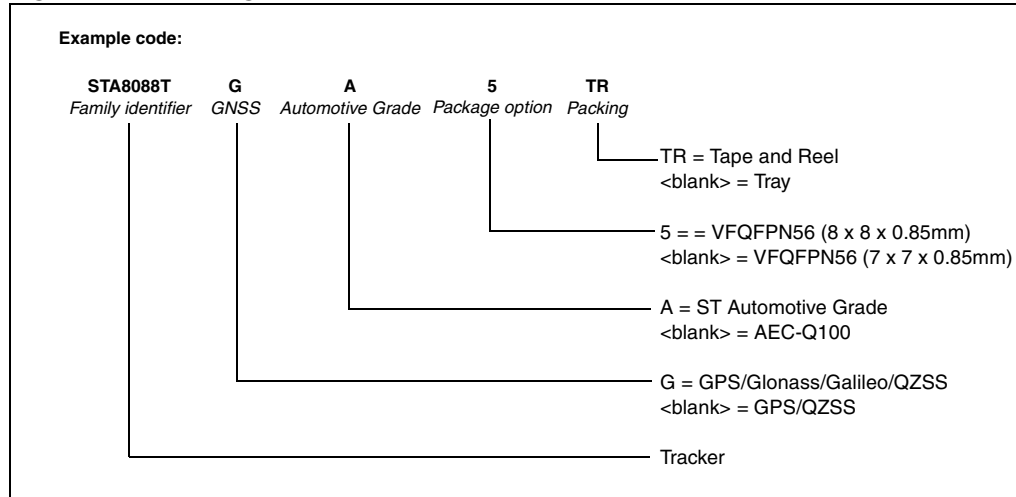 Example code:
STA8088T G A 5 TR
Family identifier GNSS Automotive Grade Package option Packing
TR = Tape and Reel
<blank> = Tray
5 = = VFQFPN56 (8 x 8 x 0.85mm)
<blank> = VFQFPN56 (7 x 7 x 0.85mm)
A = ST Automotive Grade
<blank> = AEC-Q100
G = GPS/Glonass/Galileo/QZSS
<blank> = GPS/QZSS
Tracker